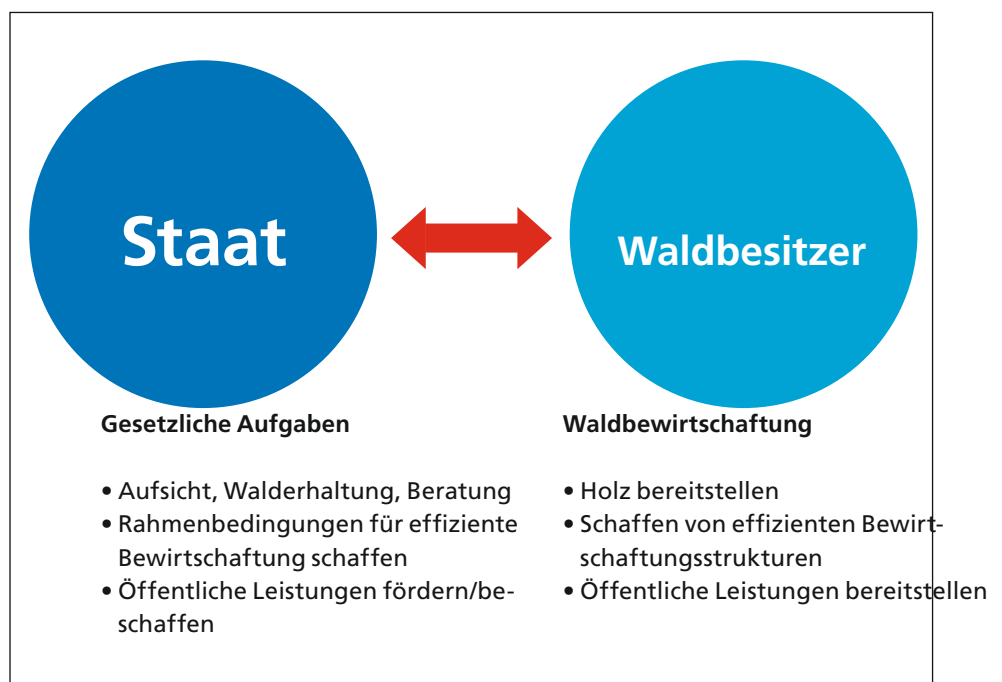 Staat
Waldbesitzer
Gesetzliche Aufgaben
• Aufsicht, Walderhaltung, Beratung
• Rahmenbedingungen für effiziente
Bewirtschaftung schaffen
• Öffentliche Leistungen fördern/be-
schaffen
Waldbewirtschaftung
• Holz bereitstellen
• Schaffen von effizienten Bewirt-
schaftungsstrukturen
• Öffentliche Leistungen bereitstellen